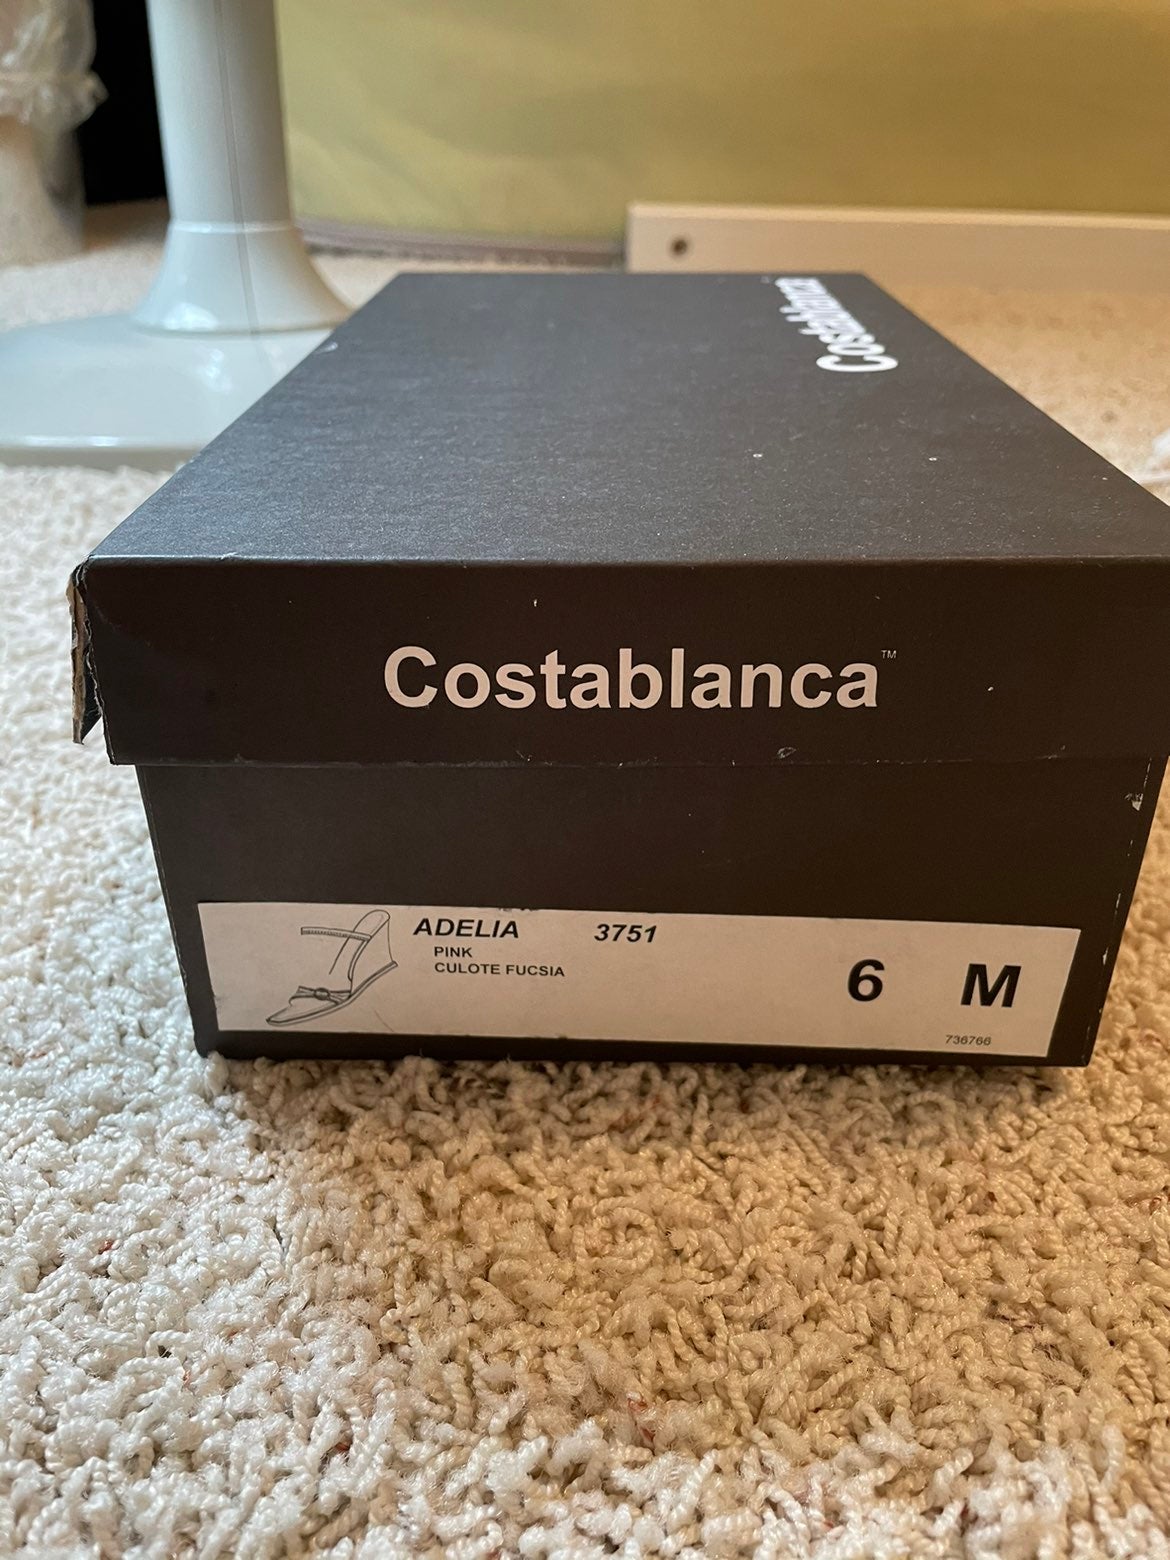 Costablanca
Costablanca™
ADELIA 3751
PINK
CULOTE FUCSIA
6 M
736766